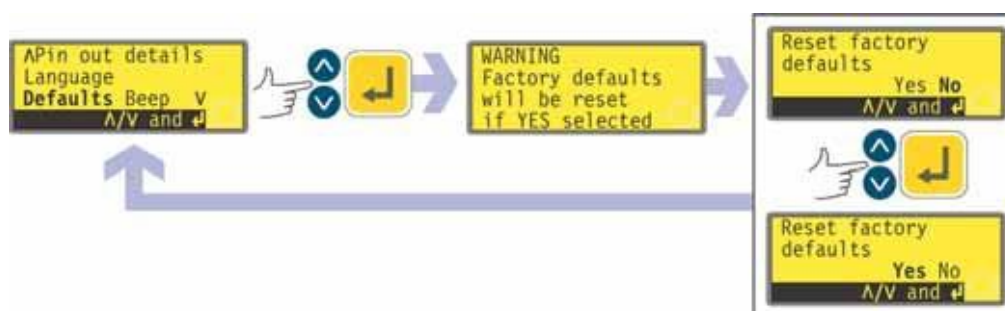 ΛPin out details
Language
Defaults Beep V
Λ/V and ↵
WARNING
Factory defaults
will be reset
if YES selected
Reset factory
defaults
Yes No
Λ/V and ↵
Reset factory
defaults
Yes No
Λ/V and ↵